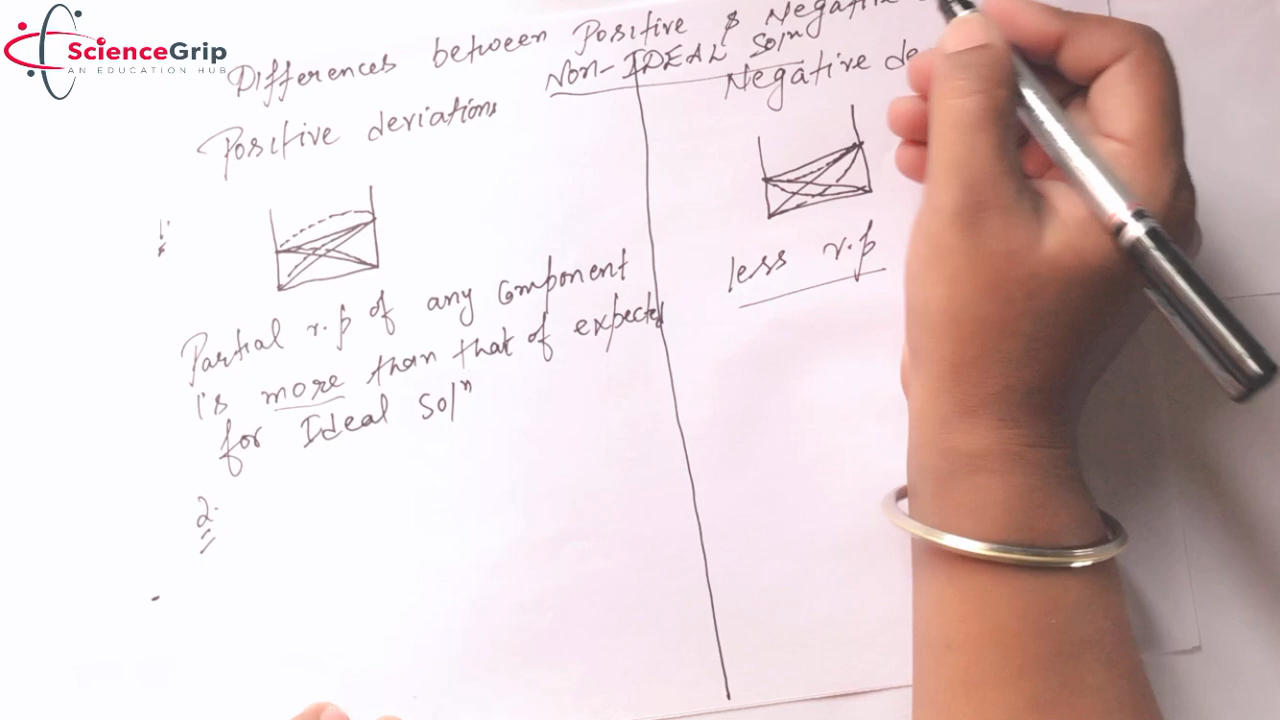 ScienceGrip
AN EDUCATION HUB
Differences between Positive & Negative
NON-IDEAL Solⁿ
Positive deviations
Negative de
1.
Partial v.p of any component
is more than that of expected
for Ideal Solⁿ
2.
less v.p